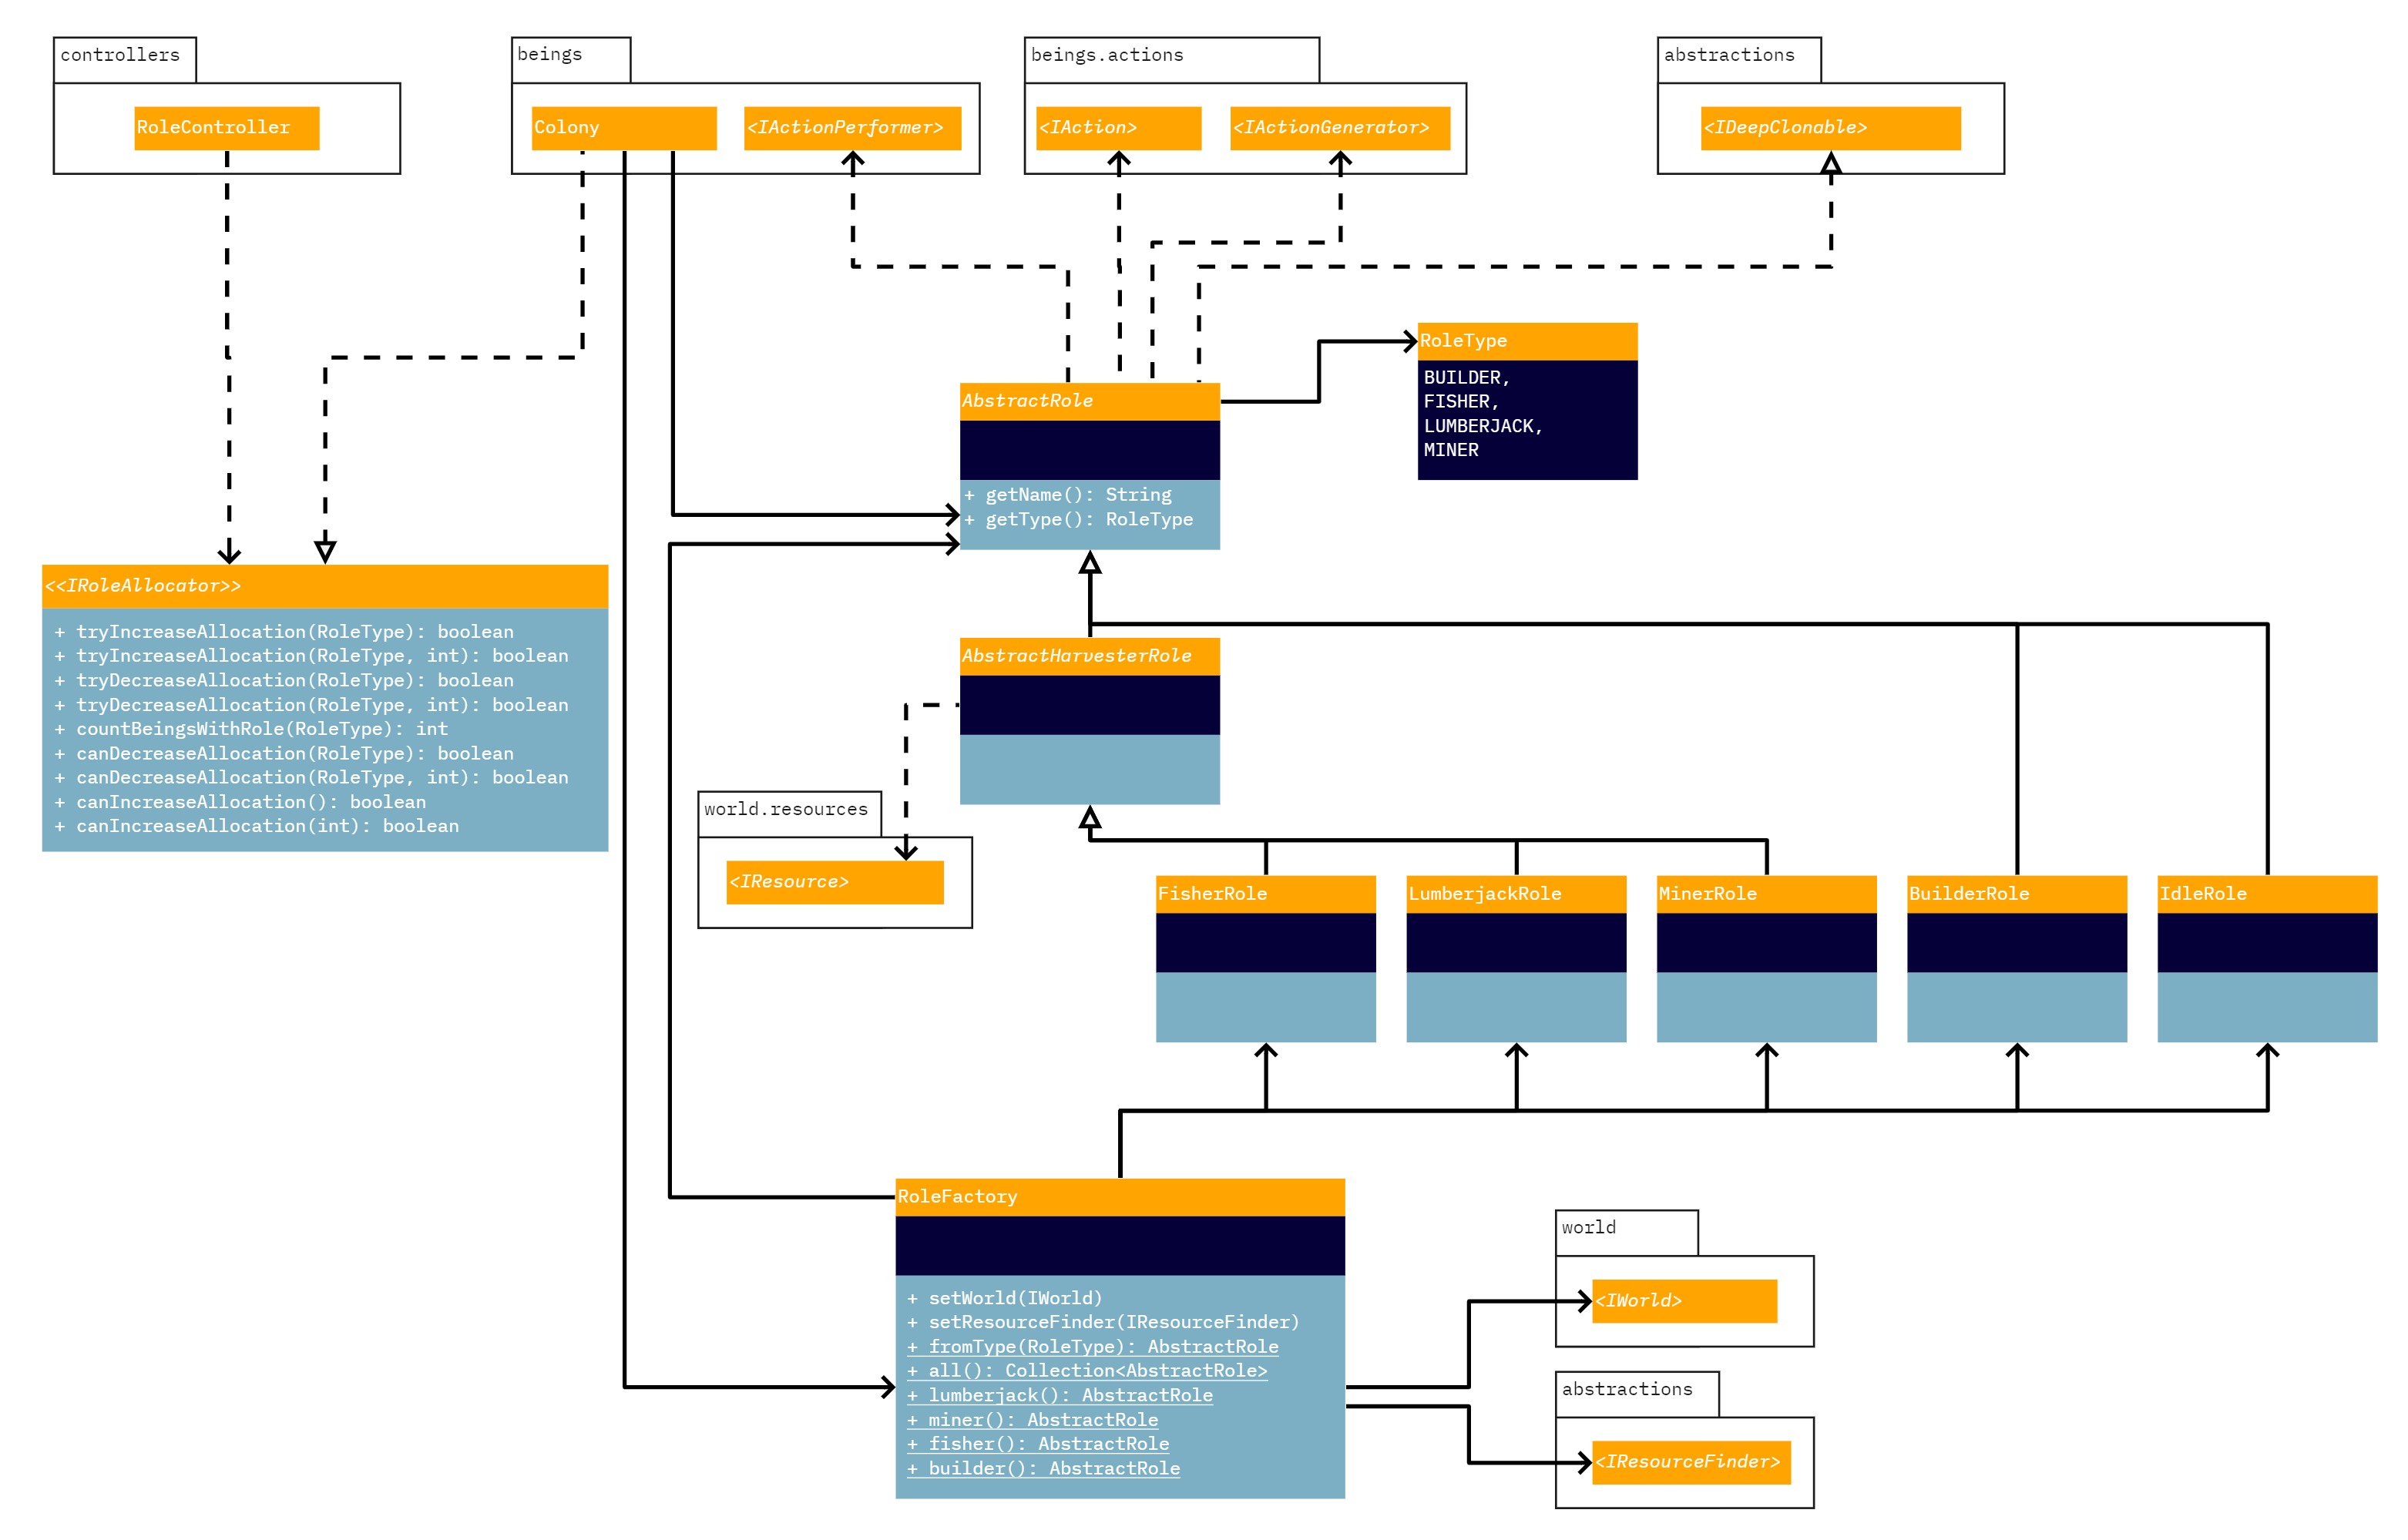 controllers
RoleController
beings
Colony
<IActionPerformer>
beings.actions
<IAction>
<IActionGenerator>
abstractions
<IDeepClonable>
RoleType
BUILDER,
FISHER,
LUMBERJACK,
MINER
AbstractRole
+ getName(): String
+ getType(): RoleType
<<IRoleAllocator>>
+ tryIncreaseAllocation(RoleType): boolean
+ tryIncreaseAllocation(RoleType, int): boolean
+ tryDecreaseAllocation(RoleType): boolean
+ tryDecreaseAllocation(RoleType, int): boolean
+ countBeingsWithRole(RoleType): int
+ canDecreaseAllocation(RoleType): boolean
+ canDecreaseAllocation(RoleType, int): boolean
+ canIncreaseAllocation(): boolean
+ canIncreaseAllocation(int): boolean
AbstractHarvesterRole
world.resources
<IResource>
FisherRole
LumberjackRole
MinerRole
BuilderRole
IdleRole
RoleFactory
+ setWorld(IWorld)
+ setResourceFinder(IResourceFinder)
+ fromType(RoleType): AbstractRole
+ all(): Collection<AbstractRole>
+ lumberjack(): AbstractRole
+ miner(): AbstractRole
+ fisher(): AbstractRole
+ builder(): AbstractRole
world
<IWorld>
abstractions
<IResourceFinder>